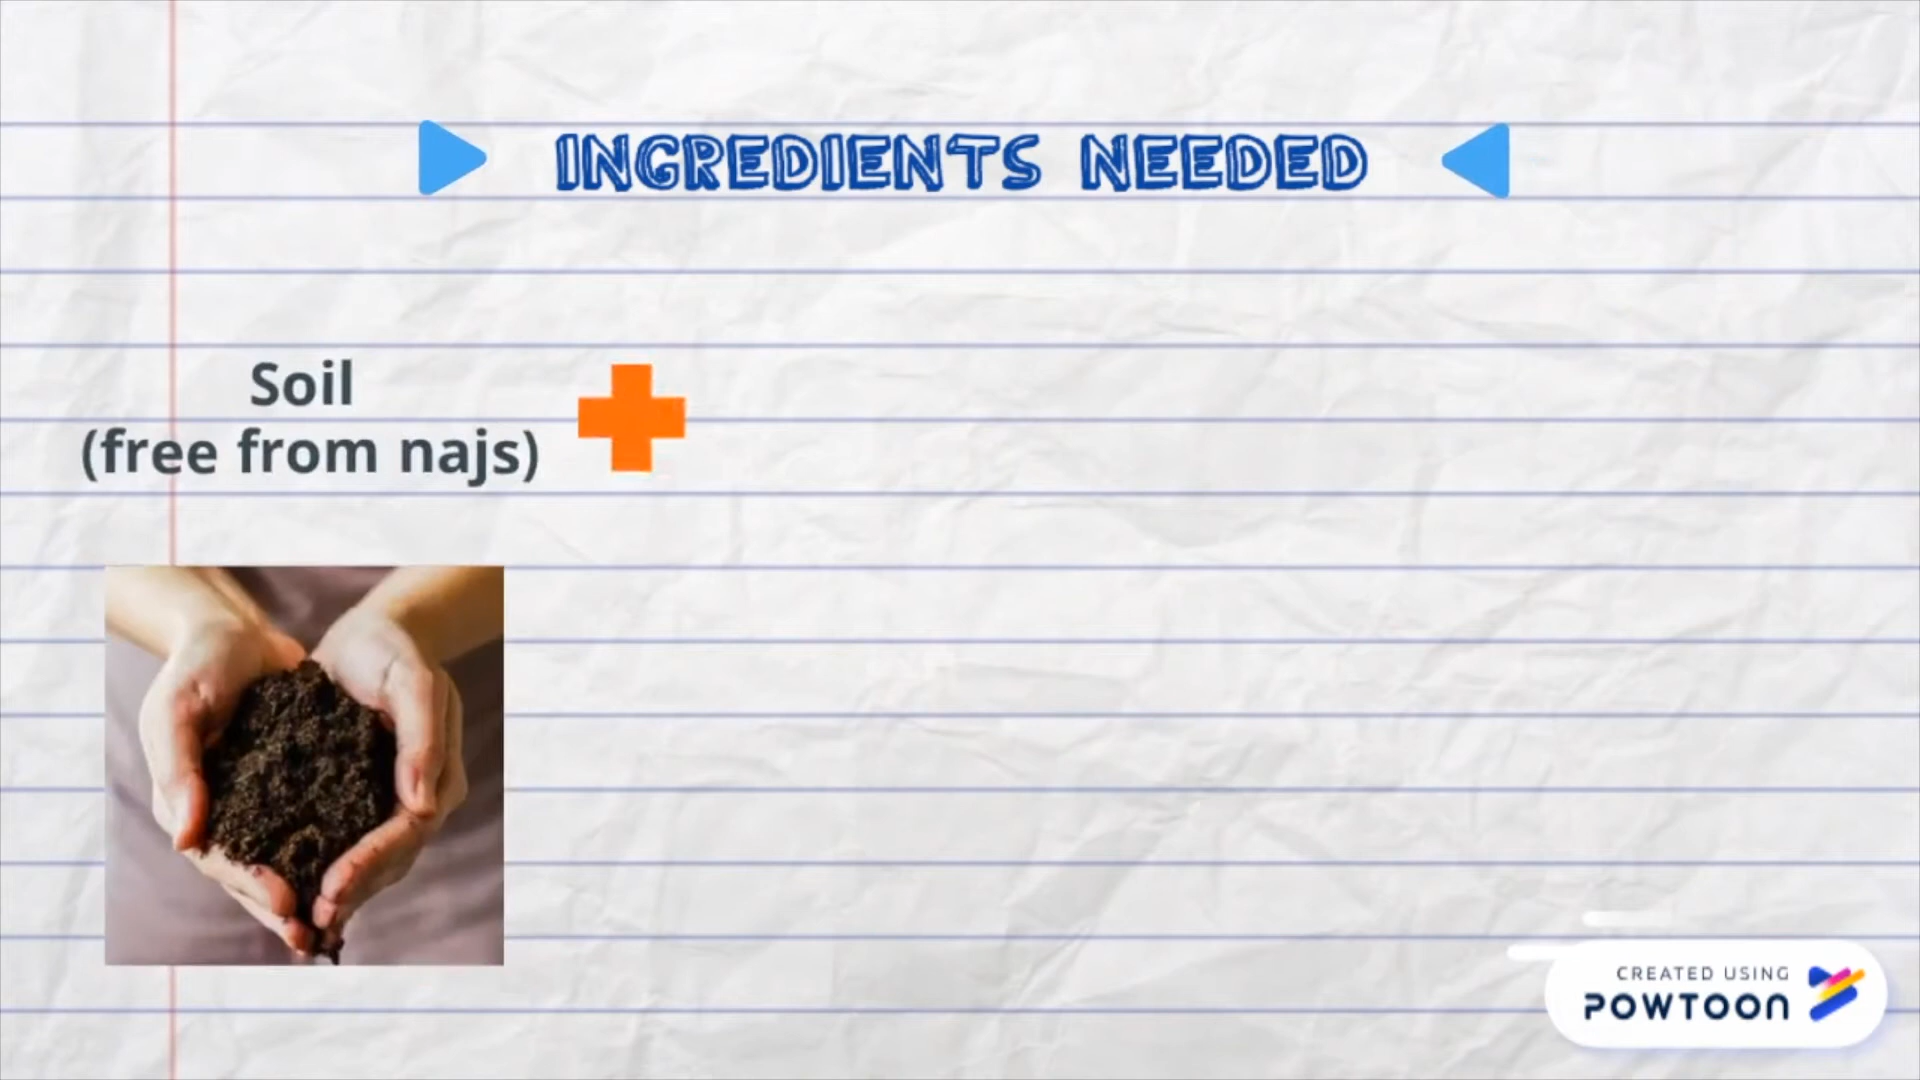 INGREDIENTS NEEDED
Soil
(free from najs)
CREATED USING
POWTOON